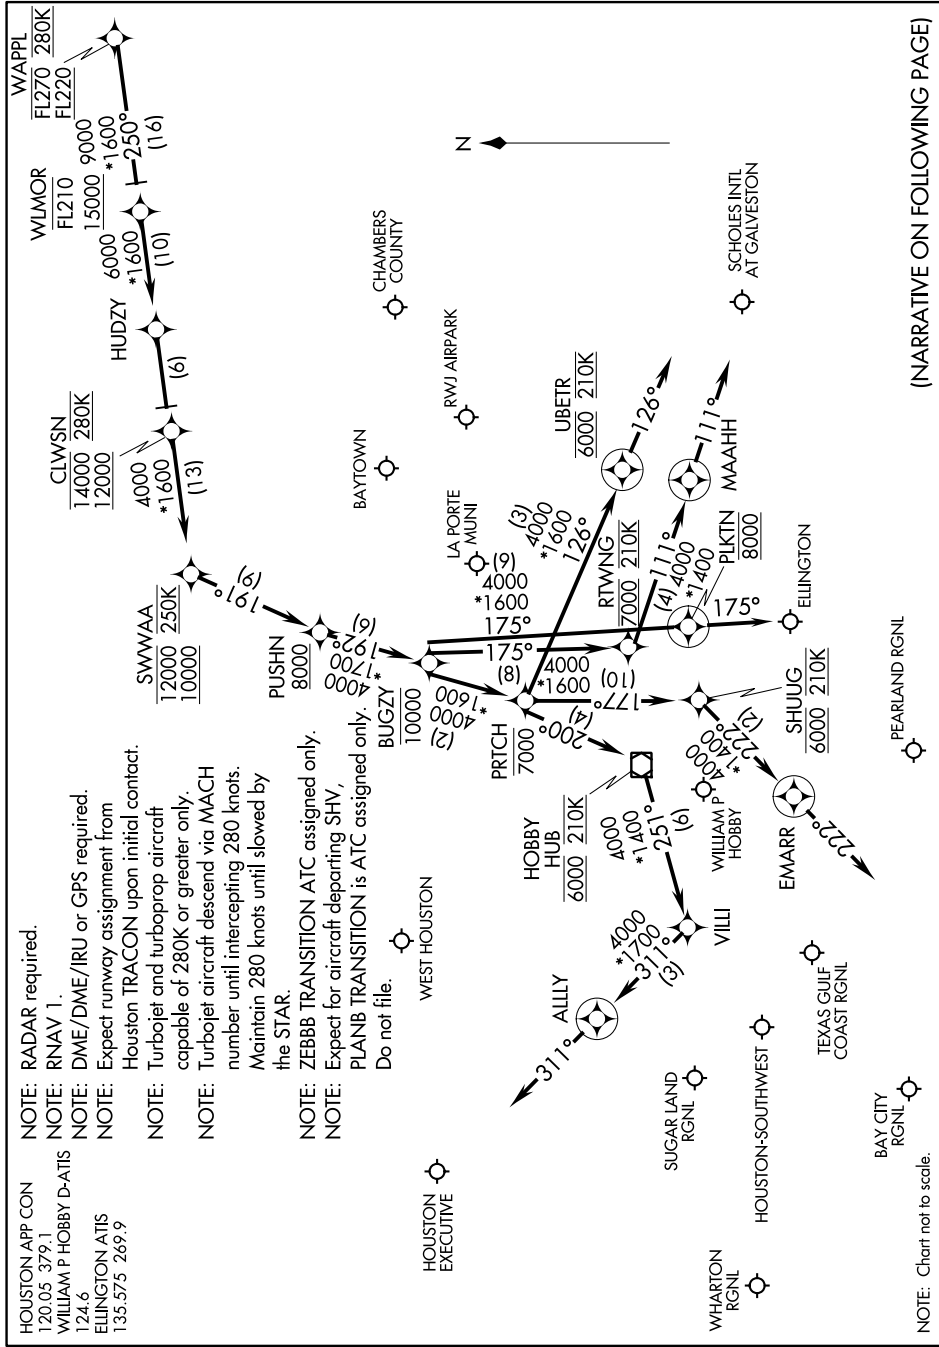 HOUSTON APP CON
120.05 379.1
WILLIAM P HOBBY D-ATIS
124.6
ELLINGTON ATIS
135.575 269.9
NOTE: RADAR required.
NOTE: RNAV 1.
NOTE: DME/DME/IRU or GPS required.
NOTE: Expect runway assignment from
Houston TRACON upon initial contact.
NOTE: Turbojet and turboprop aircraft
capable of 280K or greater only.
NOTE: Turbojet aircraft descend via MACH
number until intercepting 280 knots.
Maintain 280 knots until slowed by
the STAR.
NOTE: ZEBBB TRANSITION ATC assigned only.
NOTE: Expect for aircraft departing SHV,
PLANB TRANSITION is ATC assigned only.
Do not file.
WAPPL
FL270 280K
FL220
9000
*1600
250°
(16)
WLMOR
FL210
15000
6000
*1600
(10)
HUDZY
(6)
CLWSN
14000 280K
12000
4000
*1600
(13)
SWWAA
12000 250K
10000
191°
(6)
PUSHN
8000
192°
(6)
4000
*1700
BUGZY
10000
(2)
4000
*1600
175°
(8)
175°
(9)
4000
*1600
175°
PRTCH
7000
200°
(4)
177°
(10)
4000
*1600
(3)
4000
*1600
126°
UBETR
6000 210K
126°
RTWNG
7000 210K
111°
(4) 4000
*1400
MAAHH
111°
PLKTN
8000
SHUUG
6000 210K
222°
(2)
4000
*1400
EMARR
222°
HOBBY
HUB
6000 210K
4000
*1400
251°
(6)
VILLI
4000
*1700
311°
(3)
ALLLY
311°
N
CHAMBERS
COUNTY
RWJ AIRPARK
BAYTOWN
LA PORTE
MUNI
SCHOLES INTL
AT GALVESTON
ELLINGTON
PEARLAND RGNL
WILLIAM P
HOBBY
WEST HOUSTON
TEXAS GULF
COAST RGNL
HOUSTON-SOUTHWEST
SUGAR LAND
RGNL
BAY CITY
RGNL
HOUSTON
EXECUTIVE
WHARTON
RGNL
NOTE: Chart not to scale.
(NARRATIVE ON FOLLOWING PAGE)